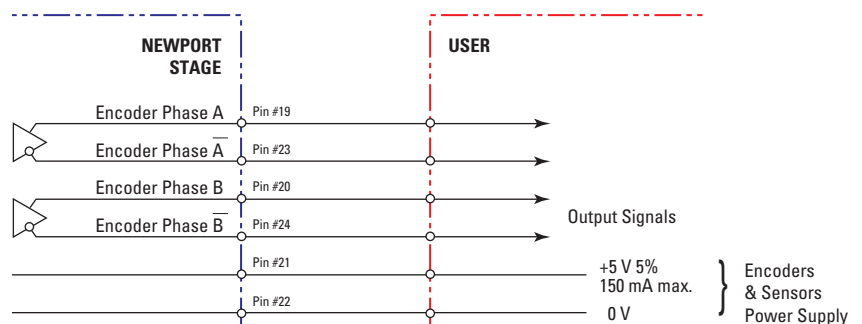 NEWPORT
STAGE
USER
Encoder Phase A Pin #19
Encoder Phase A̅ Pin #23
Encoder Phase B Pin #20
Encoder Phase B̅ Pin #24
Output Signals
Pin #21
+5 V 5%
150 mA max.
Pin #22
0 V
Encoders
& Sensors
Power Supply